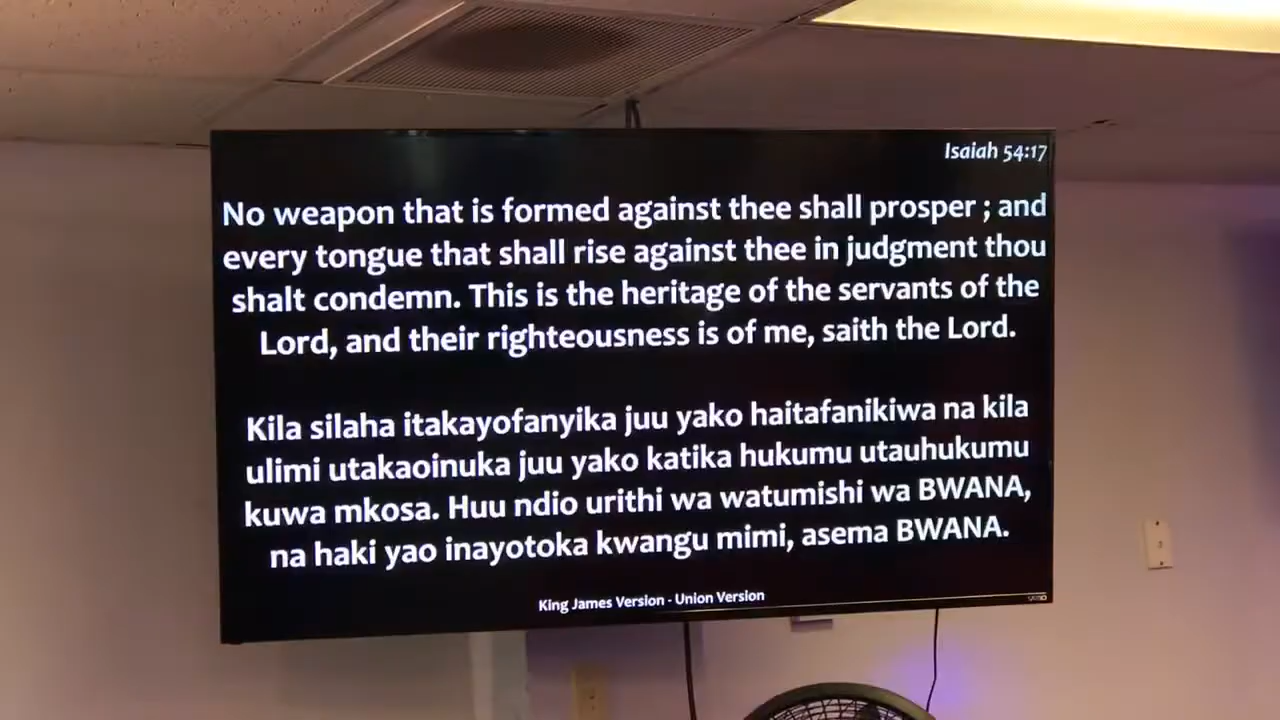 Isaiah 54:17
No weapon that is formed against thee shall prosper ; and
every tongue that shall rise against thee in judgment thou
shalt condemn. This is the heritage of the servants of the
Lord, and their righteousness is of me, saith the Lord.
Kila silaha itakayofanyika juu yako haitafanikiwa na kila
ulimi utakaoinuka juu yako katika hukumu utauhukumu
kuwa mkosa. Huu ndio urithi wa watumishi wa BWANA,
na haki yao inayotoka kwangu mimi, asema BWANA.
King James Version - Union Version
VIZIO